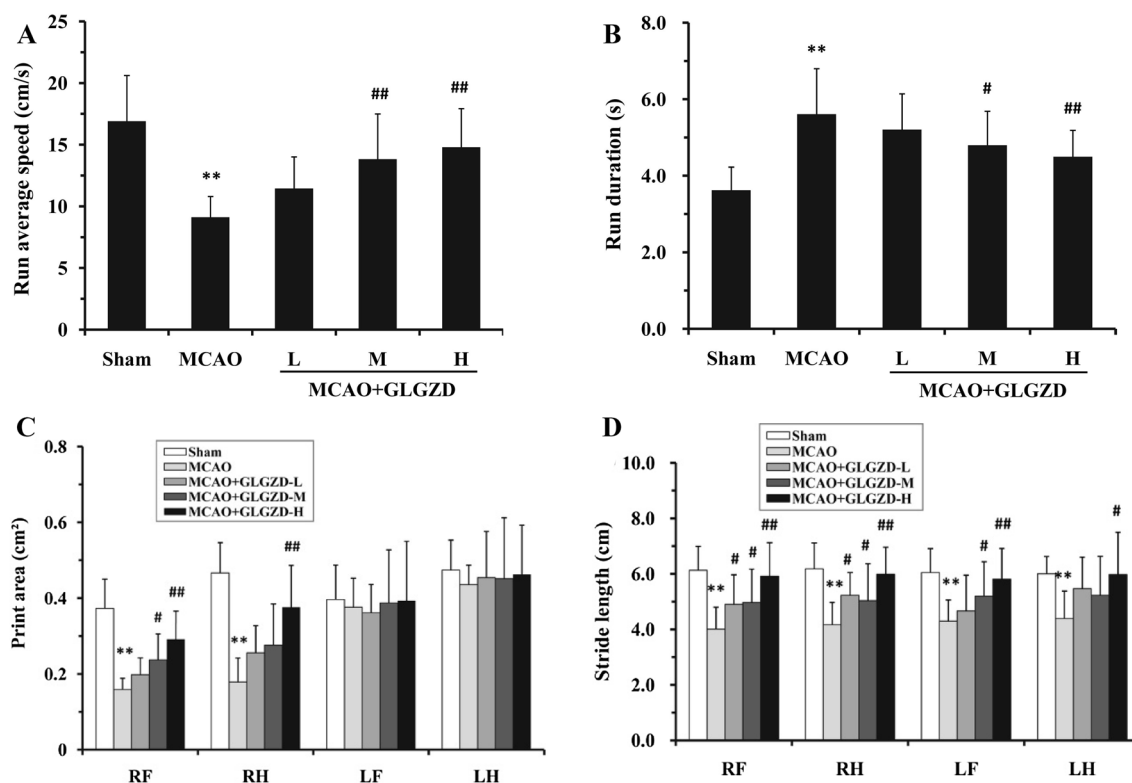 A
Run average speed (cm/s)
25
20
15
10
5
0
**
##
##
Sham MCAO L M H
MCAO+GLGZD
B
Run duration (s)
8.0
6.0
4.0
2.0
0.0
**
#
##
Sham MCAO L M H
MCAO+GLGZD
C
Print area (cm²)
0.8
0.6
0.4
0.2
0
Sham
MCAO
MCAO+GLGZD-L
MCAO+GLGZD-M
MCAO+GLGZD-H
** # ##
** ##
RF RH LF LH
D
Stride length (cm)
10.0
8.0
6.0
4.0
2.0
0.0
Sham
MCAO
MCAO+GLGZD-L
MCAO+GLGZD-M
MCAO+GLGZD-H
** # # ##
** # # ##
** # ##
** #
RF RH LF LH